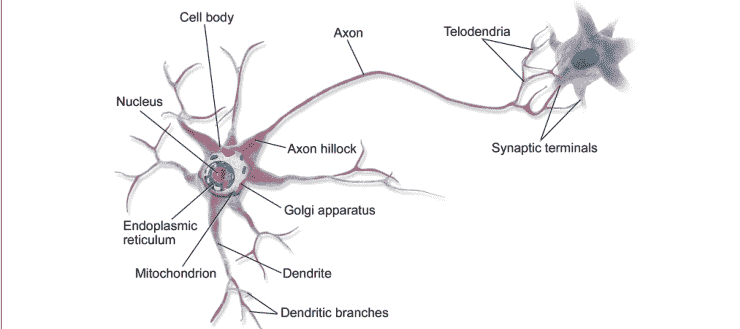 Cell body
Axon
Telodendria
Nucleus
Axon hillock
Synaptic terminals
Golgi apparatus
Endoplasmic
reticulum
Mitochondrion
Dendrite
Dendritic branches